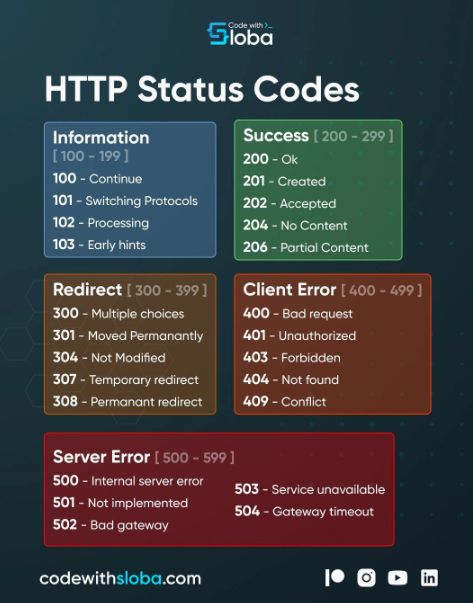 Code with >_
Sloba
HTTP Status Codes
Information
[ 100 - 199 ]
100 - Continue
101 - Switching Protocols
102 - Processing
103 - Early hints
Success [ 200 - 299 ]
200 - Ok
201 - Created
202 - Accepted
204 - No Content
206 - Partial Content
Redirect [ 300 - 399 ]
300 - Multiple choices
301 - Moved Permanantly
304 - Not Modified
307 - Temporary redirect
308 - Permanant redirect
Client Error [ 400 - 499 ]
400 - Bad request
401 - Unauthorized
403 - Forbidden
404 - Not found
409 - Conflict
Server Error [ 500 - 599 ]
500 - Internal server error
501 - Not implemented
502 - Bad gateway
503 - Service unavailable
504 - Gateway timeout
codewithsloba.com